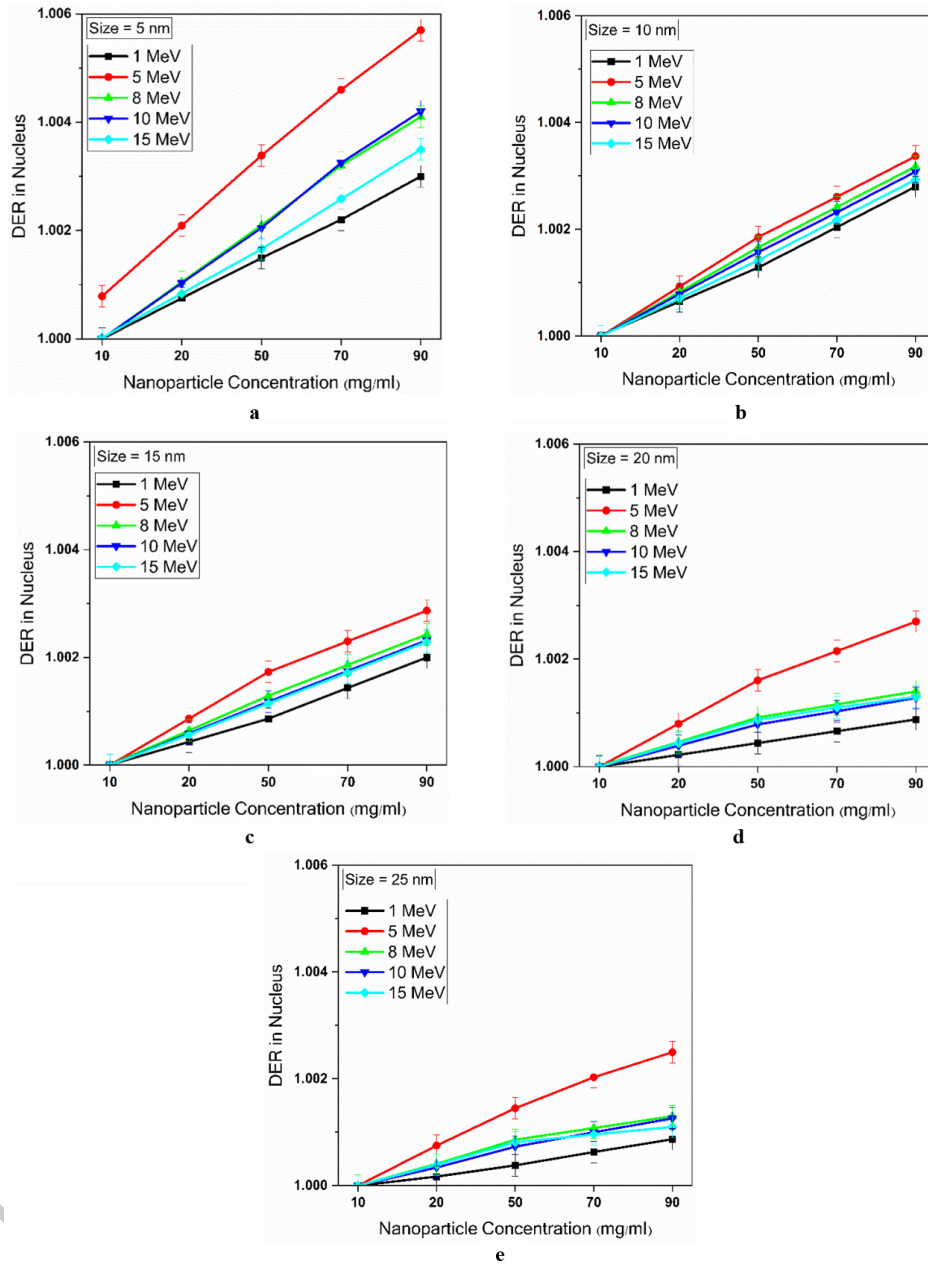 Size = 5 nm
1 MeV
5 MeV
8 MeV
10 MeV
15 MeV
DER in Nucleus
1.006
1.004
1.002
1.000
10 20 50 70 90
Nanoparticle Concentration (mg/ml)
a
Size = 10 nm
1 MeV
5 MeV
8 MeV
10 MeV
15 MeV
DER in Nucleus
1.006
1.004
1.002
1.000
10 20 50 70 90
Nanoparticle Concentration (mg/ml)
b
Size = 15 nm
1 MeV
5 MeV
8 MeV
10 MeV
15 MeV
DER in Nucleus
1.006
1.004
1.002
1.000
10 20 50 70 90
Nanoparticle Concentration (mg/ml)
c
Size = 20 nm
1 MeV
5 MeV
8 MeV
10 MeV
15 MeV
DER in Nucleus
1.006
1.004
1.002
1.000
10 20 50 70 90
Nanoparticle Concentration (mg/ml)
d
Size = 25 nm
1 MeV
5 MeV
8 MeV
10 MeV
15 MeV
DER in Nucleus
1.006
1.004
1.002
1.000
10 20 50 70 90
Nanoparticle Concentration (mg/ml)
e